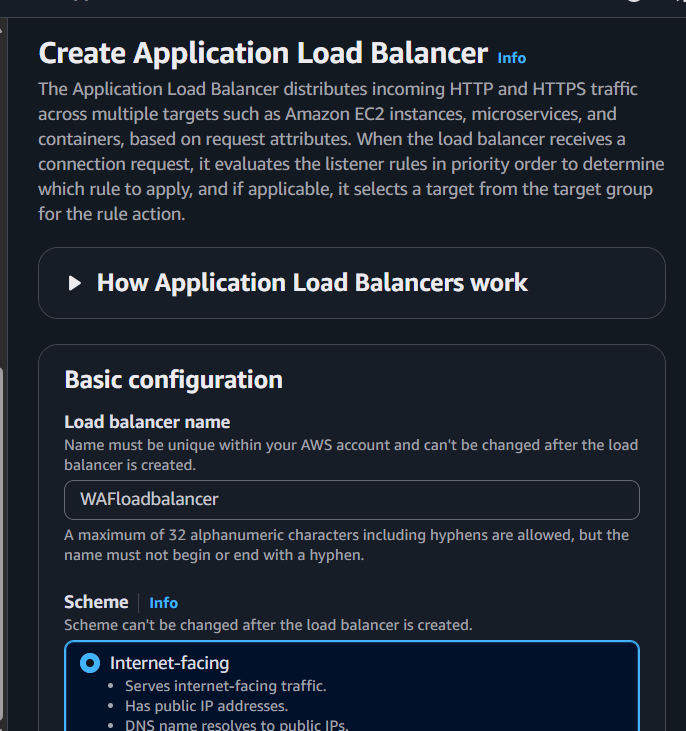 Create Application Load Balancer Info
The Application Load Balancer distributes incoming HTTP and HTTPS traffic
across multiple targets such as Amazon EC2 instances, microservices, and
containers, based on request attributes. When the load balancer receives a
connection request, it evaluates the listener rules in priority order to determine
which rule to apply, and if applicable, it selects a target from the target group
for the rule action.
How Application Load Balancers work
Basic configuration
Load balancer name
Name must be unique within your AWS account and can't be changed after the load
balancer is created.
WAFloadbalancer
A maximum of 32 alphanumeric characters including hyphens are allowed, but the
name must not begin or end with a hyphen.
Scheme Info
Scheme can't be changed after the load balancer is created.
Internet-facing
• Serves internet-facing traffic.
• Has public IP addresses.
• DNS name resolves to public IPs.